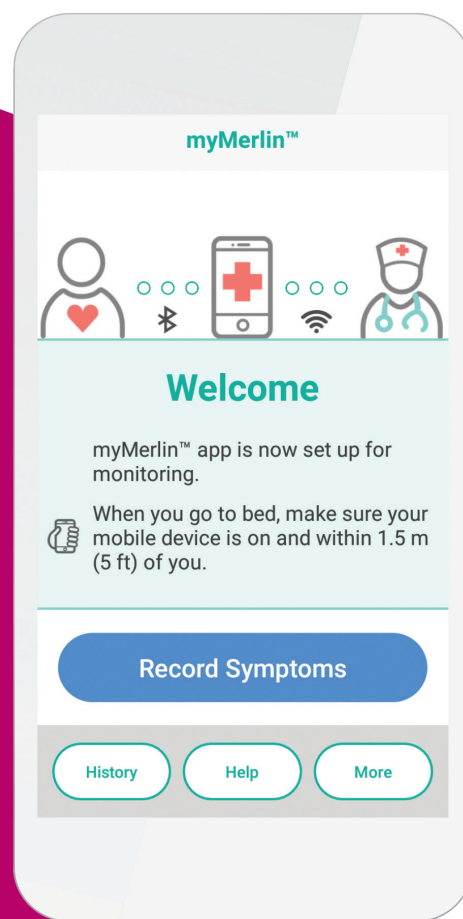 myMerlin™
Welcome
myMerlin™ app is now set up for
monitoring.
When you go to bed, make sure your
mobile device is on and within 1.5 m
(5 ft) of you.
Record Symptoms
History
Help
More